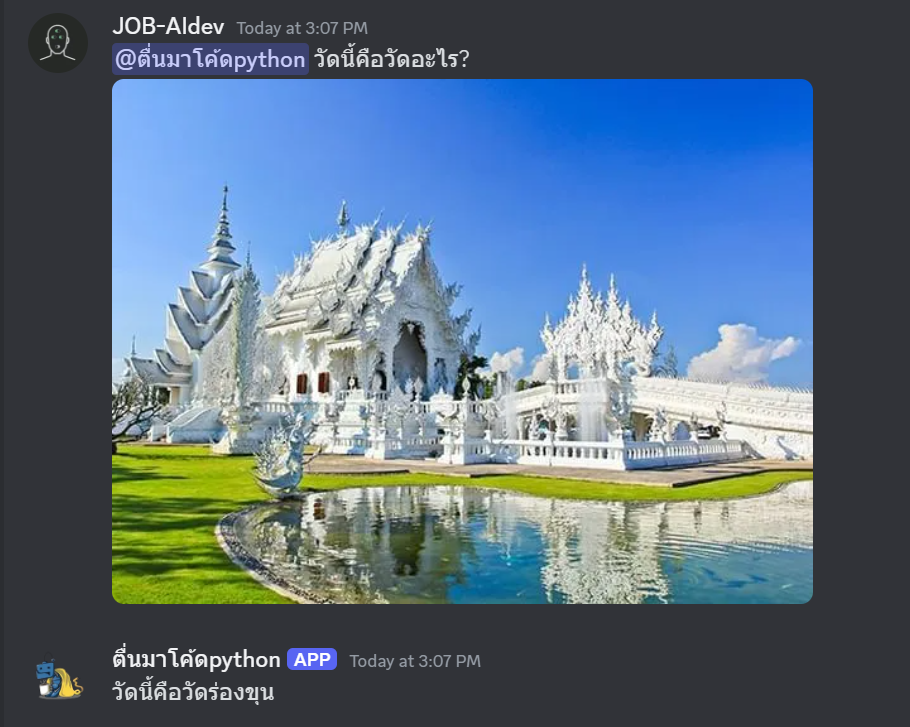 JOB-AIdev Today at 3:07 PM
@ตื่นมาโค้ดpython วัดนี้คือวัดอะไร?
ตื่นมาโค้ดpython APP Today at 3:07 PM
วัดนี้คือวัดร่องขุน